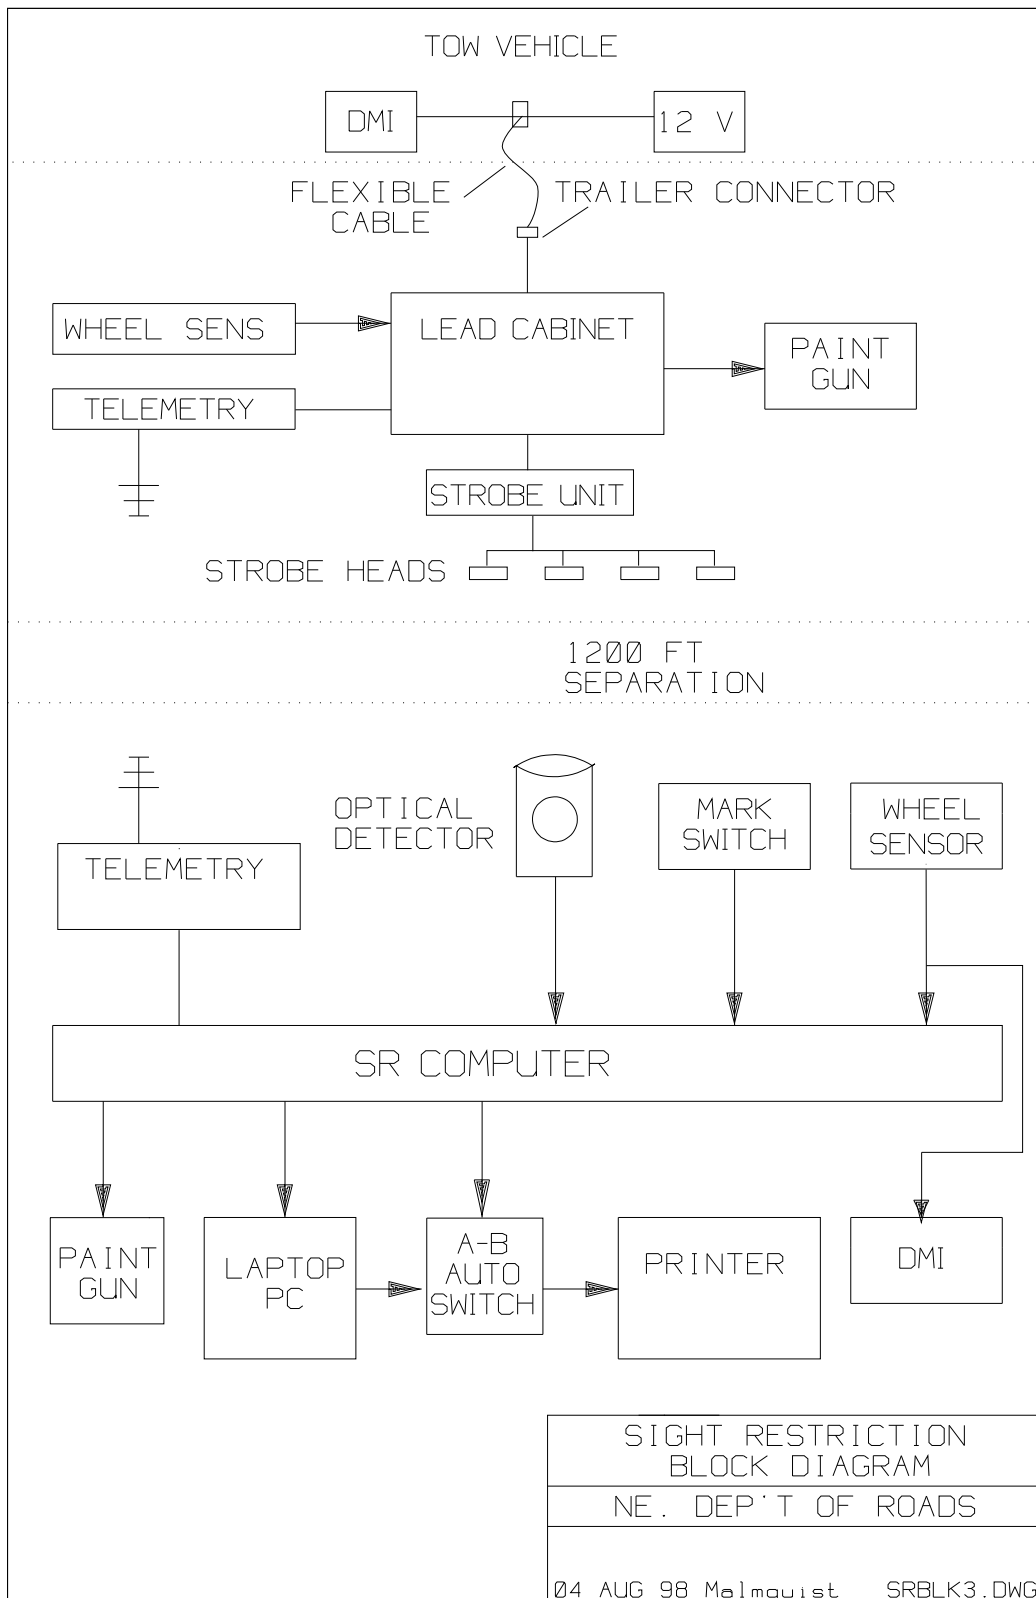 TOW VEHICLE
DMI
12 V
FLEXIBLE
CABLE
TRAILER CONNECTOR
WHEEL SENS
LEAD CABINET
PAINT
GUN
TELEMETRY
STROBE UNIT
STROBE HEADS
1200 FT
SEPARATION
TELEMETRY
OPTICAL
DETECTOR
MARK
SWITCH
WHEEL
SENSOR
SR COMPUTER
PAINT
GUN
LAPTOP
PC
A-B
AUTO
SWITCH
PRINTER
DMI
SIGHT RESTRICTION
BLOCK DIAGRAM
NE. DEP'T OF ROADS
04 AUG 98 Malmquist SRBLK3.DWG